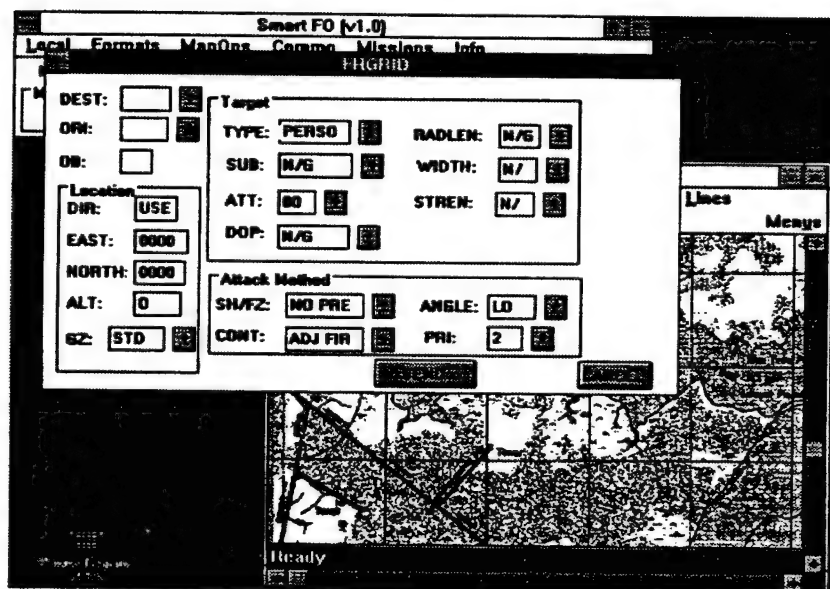 Smart FO (v1.0)
Local Formats ManOps Commo Missions Info
FRGRID
DEST:
ORI:
OB:
Location
DIR: USE
EAST: 0000
NORTH: 0000
ALT: 0
GZ: STD
Target
TYPE: PERSO
SUB: N/G
ATT: 00
DOP: N/G
RADLEN: N/G
WIDTH: N/
STREN: N/
Attack Method
SH/FZ: NO PRE
CONT: ADJ FIR
ANGLE: LO
PRI: 2
CANCEL
Lines
Menus
Ready